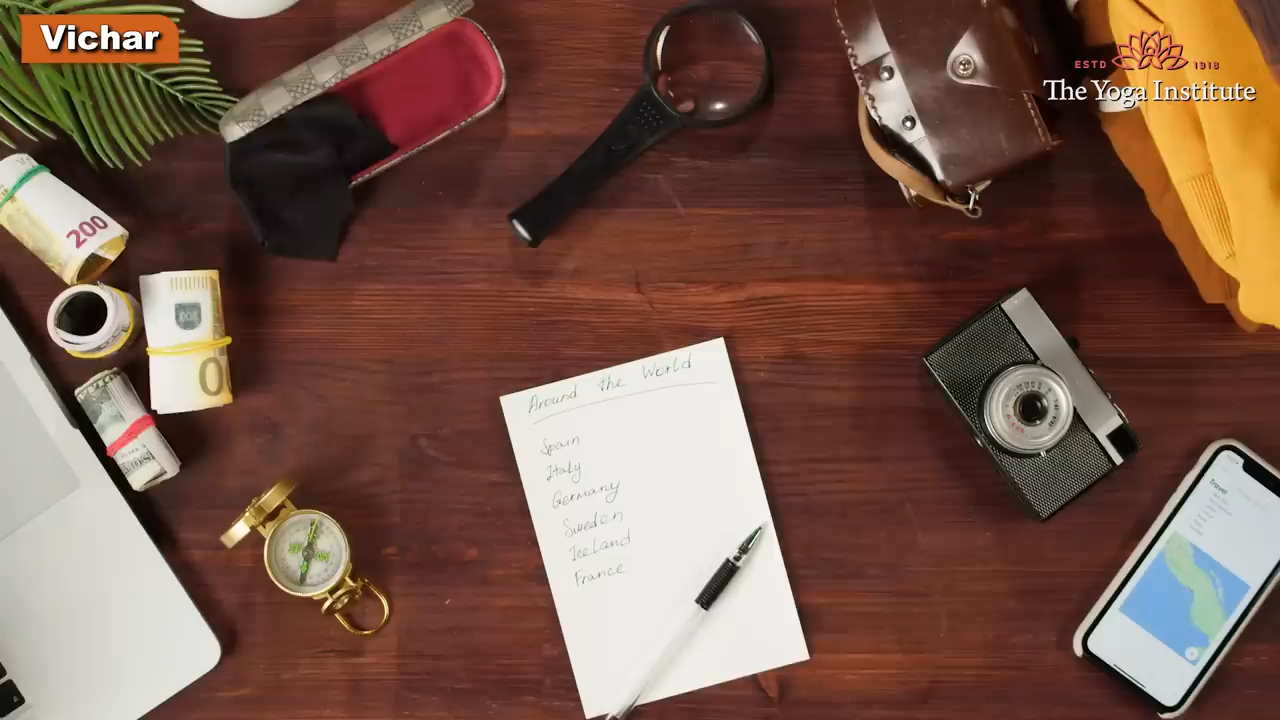 Vichar
ESTD 1918
The Yoga Institute
200
Around the World
Spain
Italy
Germany
Sweden
Iceland
France
Travel